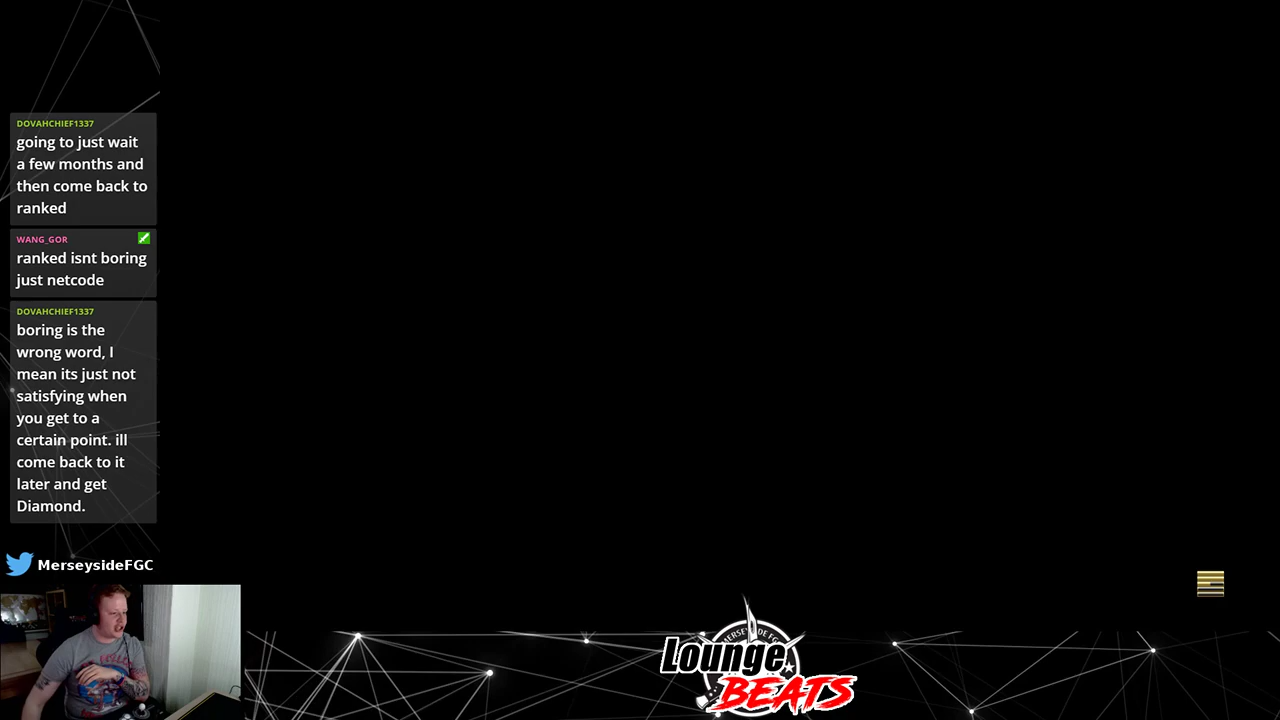 DOVAHCHIEF1337
going to just wait
a few months and
then come back to
ranked
WANG_GOR
ranked isnt boring
just netcode
DOVAHCHIEF1337
boring is the
wrong word, I
mean its just not
satisfying when
you get to a
certain point. ill
come back to it
later and get
Diamond.
MerseysideFGC
Lounge
BEATS